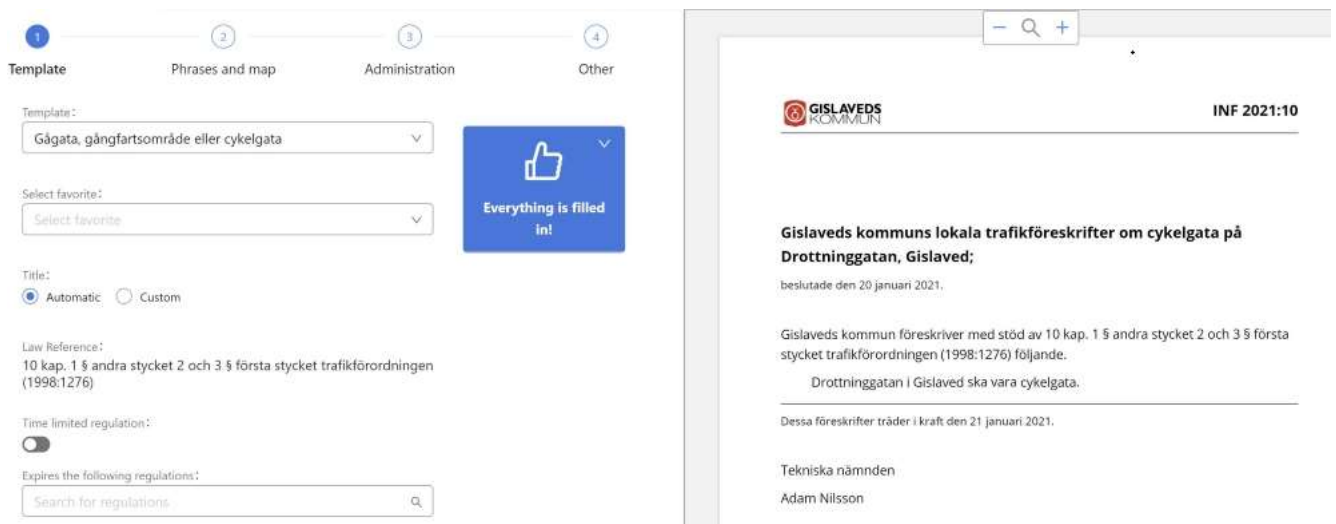 1
2
3
4
Template
Phrases and map
Administration
Other
Template:
Gågata, gångfartsområde eller cykelgata
Everything is filled
in!
Select favorite:
Select favorite
Title:
Automatic
Custom
Law Reference:
10 kap. 1 § andra stycket 2 och 3 § första stycket trafikförordningen
(1998:1276)
Time limited regulation:
Expires the following regulations:
Search for regulations
GISLAVEDS
KOMMUN
INF 2021:10
Gislaveds kommuns lokala trafikföreskrifter om cykelgata på
Drottninggatan, Gislaved;
beslutade den 20 januari 2021.
Gislaveds kommun föreskriver med stöd av 10 kap. 1 § andra stycket 2 och 3 § första
stycket trafikförordningen (1998:1276) följande.
Drottninggatan i Gislaved ska vara cykelgata.
Dessa föreskrifter träder i kraft den 21 januari 2021.
Tekniska nämnden
Adam Nilsson